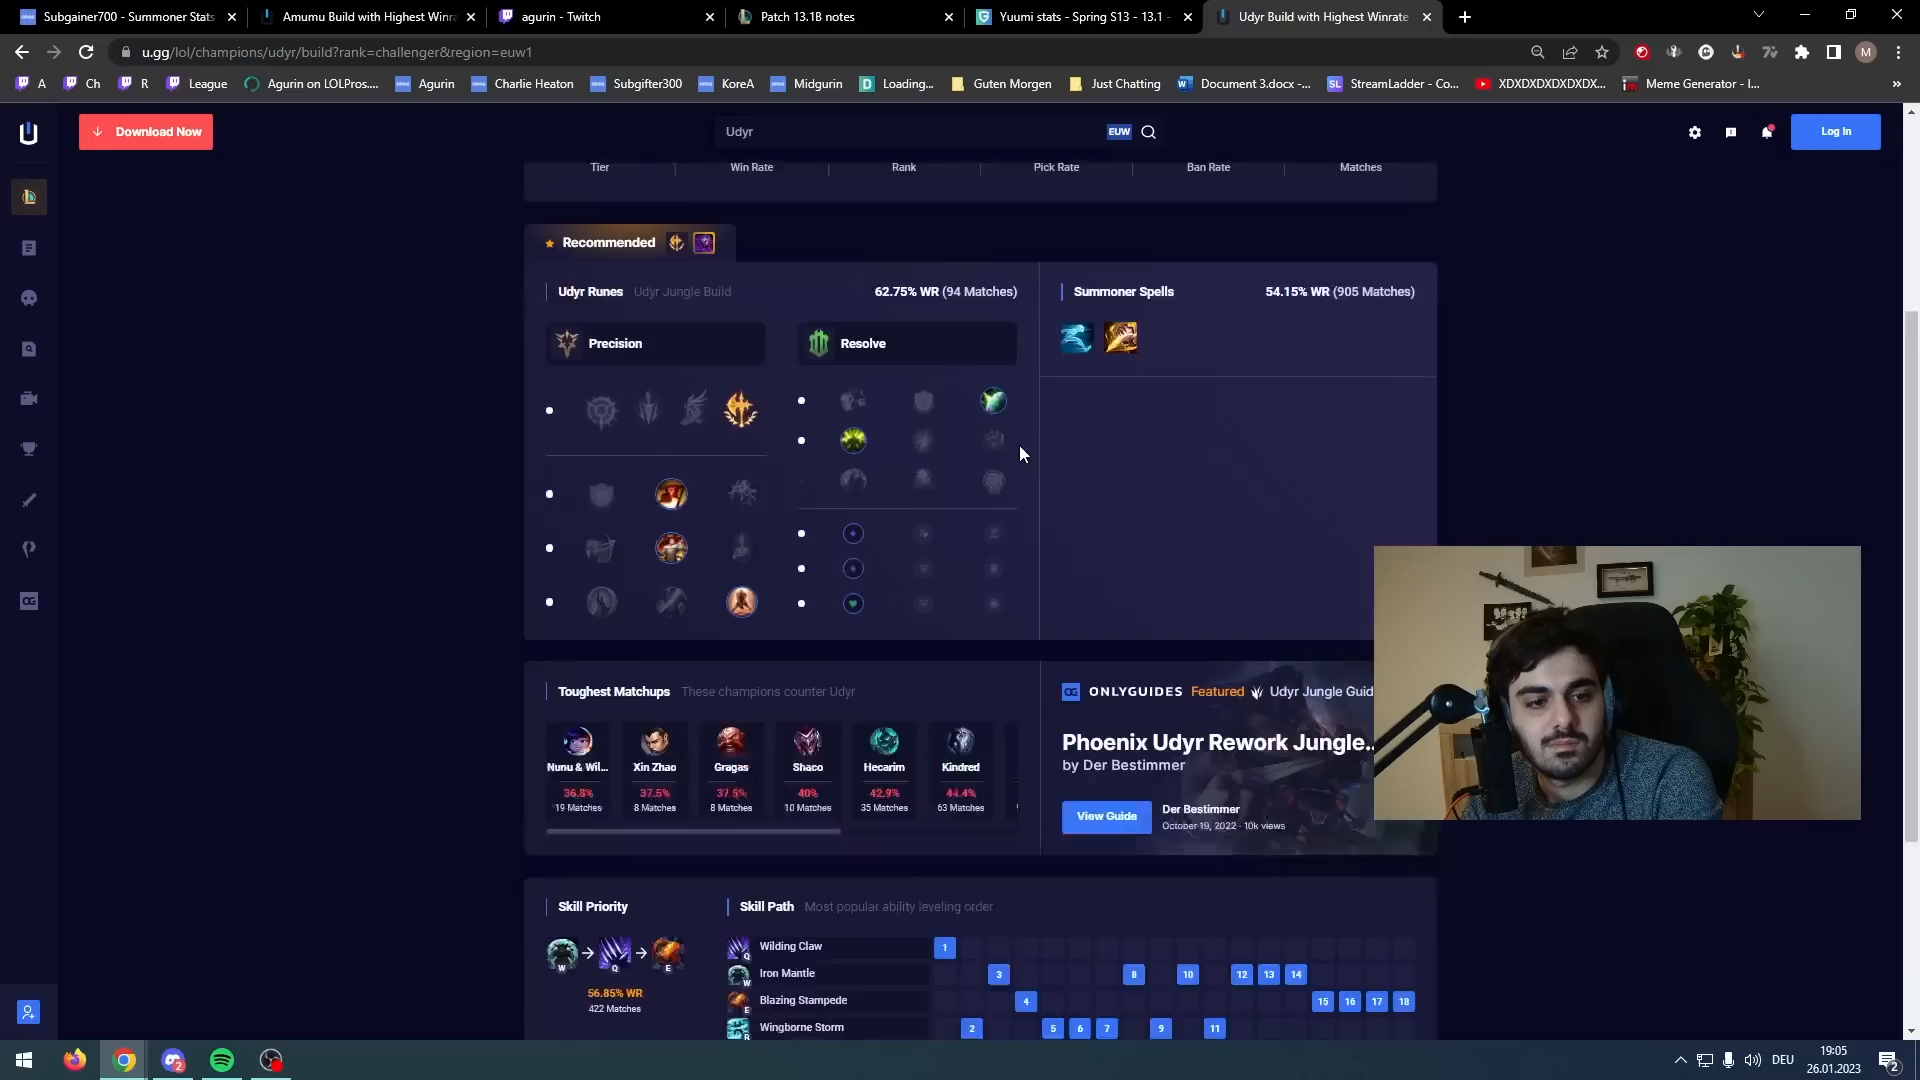 Subgainer700 - Summoner Stats
Amumu Build with Highest Winra
agurin - Twitch
Patch 13.1B notes
Yuumi stats - Spring S13 - 13.1 -
Udyr Build with Highest Winrate
u.gg/lol/champions/udyr/build?rank=challenger&region=euw1
M
A
Ch
R
League
Agurin on LOLPros....
Agurin
Charlie Heaton
Subgifter300
KoreA
Midgurin
Loading...
Guten Morgen
Just Chatting
Document 3.docx -...
SL
StreamLadder - Co...
XDXDXDXDXDXDX...
Meme Generator - I...
Download Now
Udyr
EUW
Log In
Tier
Win Rate
Rank
Pick Rate
Ban Rate
Matches
Recommended
Udyr Runes
Udyr Jungle Build
62.75% WR (94 Matches)
Summoner Spells
54.15% WR (905 Matches)
Precision
Resolve
Toughest Matchups
These champions counter Udyr
Nunu & Wil...
Xin Zhao
Gragas
Shaco
Hecarim
Kindred
36.8%
37.5%
37.5%
40%
42.9%
44.4%
19 Matches
8 Matches
8 Matches
10 Matches
35 Matches
63 Matches
OG
ONLYGUIDES Featured
Udyr Jungle Guid
Phoenix Udyr Rework Jungle...
by Der Bestimmer
View Guide
Der Bestimmer
October 19, 2022 - 10k views
Skill Priority
W
Q
E
56.85% WR
422 Matches
Skill Path
Most popular ability leveling order
Q
Wilding Claw
1
W
Iron Mantle
3
8
10
12
13
14
E
Blazing Stampede
4
15
16
17
18
R
Wingborne Storm
2
5
6
7
9
11
DEU
19:05
26.01.2023
2
2